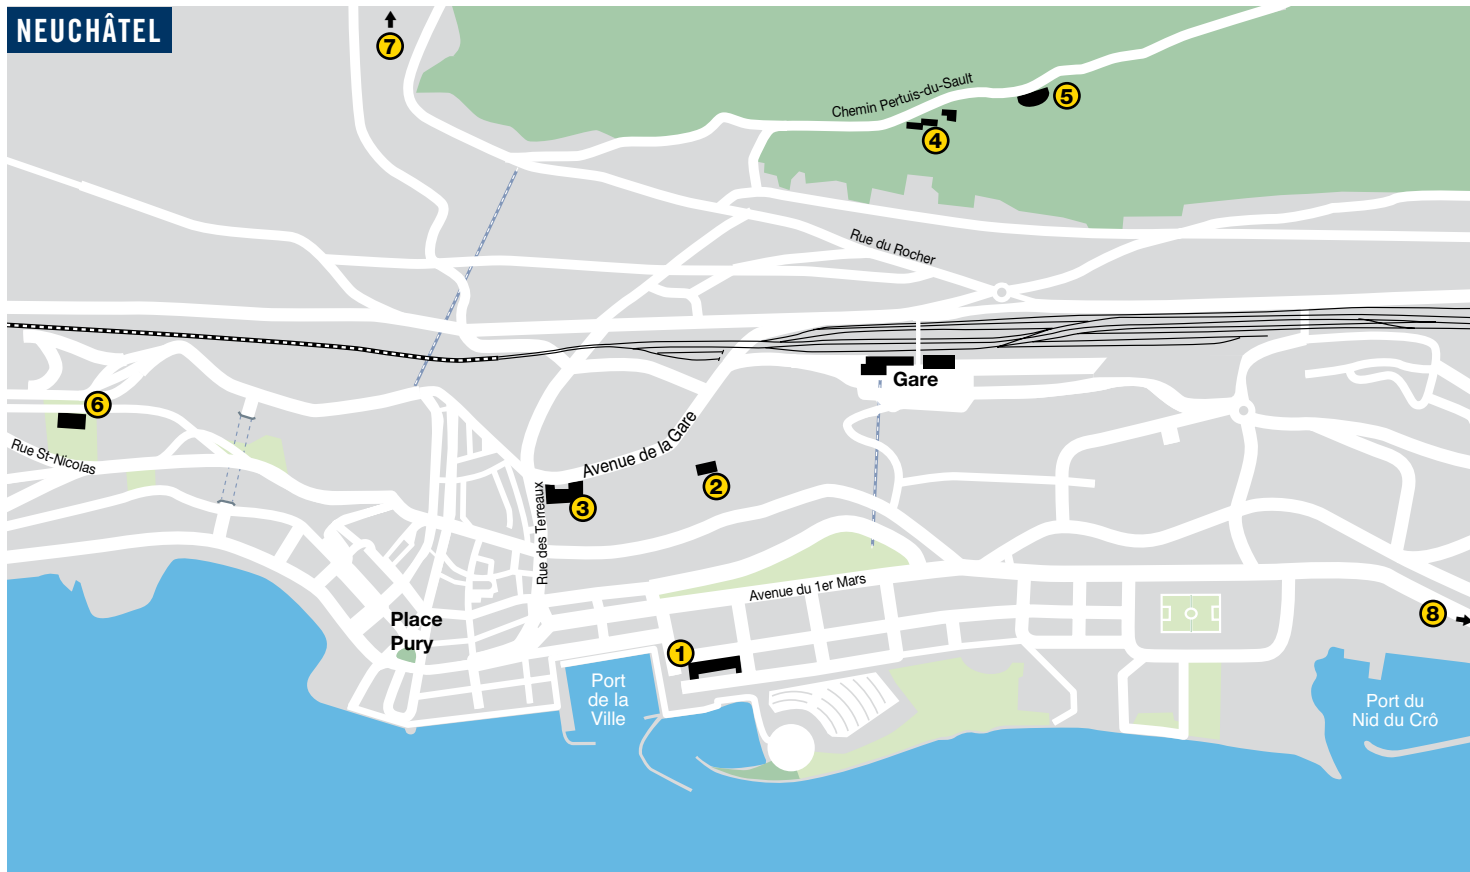 NEUCHÂTEL
7
Chemin Pertuis-du-Sault
5
4
Rue du Rocher
Gare
6
Rue St-Nicolas
Avenue de la Gare
2
3
Rue des Terreaux
Avenue du 1er Mars
Place
Pury
1
8
Port
de la
Ville
Port du
Nid du Crô